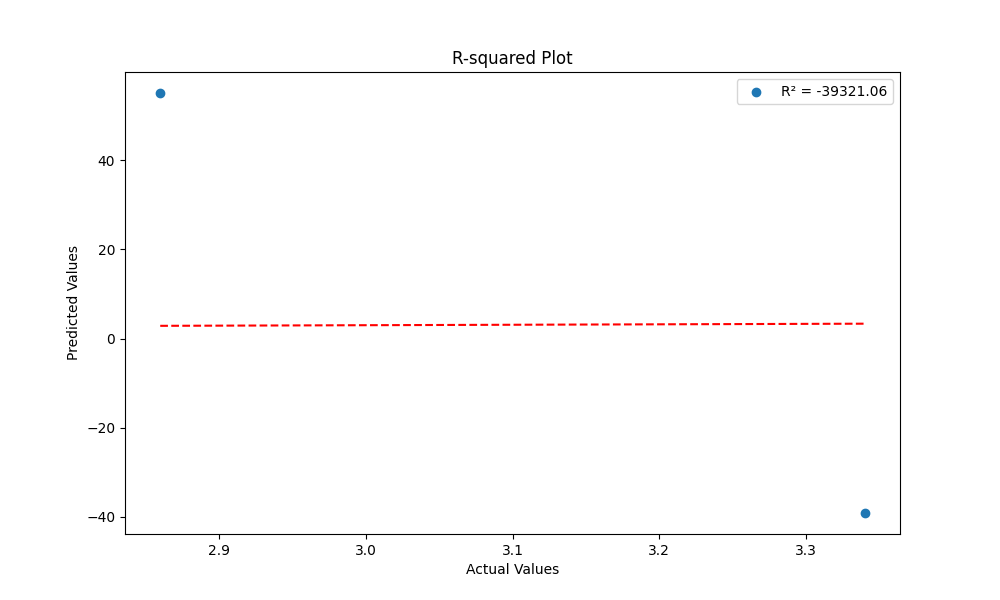 R-squared Plot
R² = -39321.06
40
20
0
−20
−40
Predicted Values
2.9
3.0
3.1
3.2
3.3
Actual Values